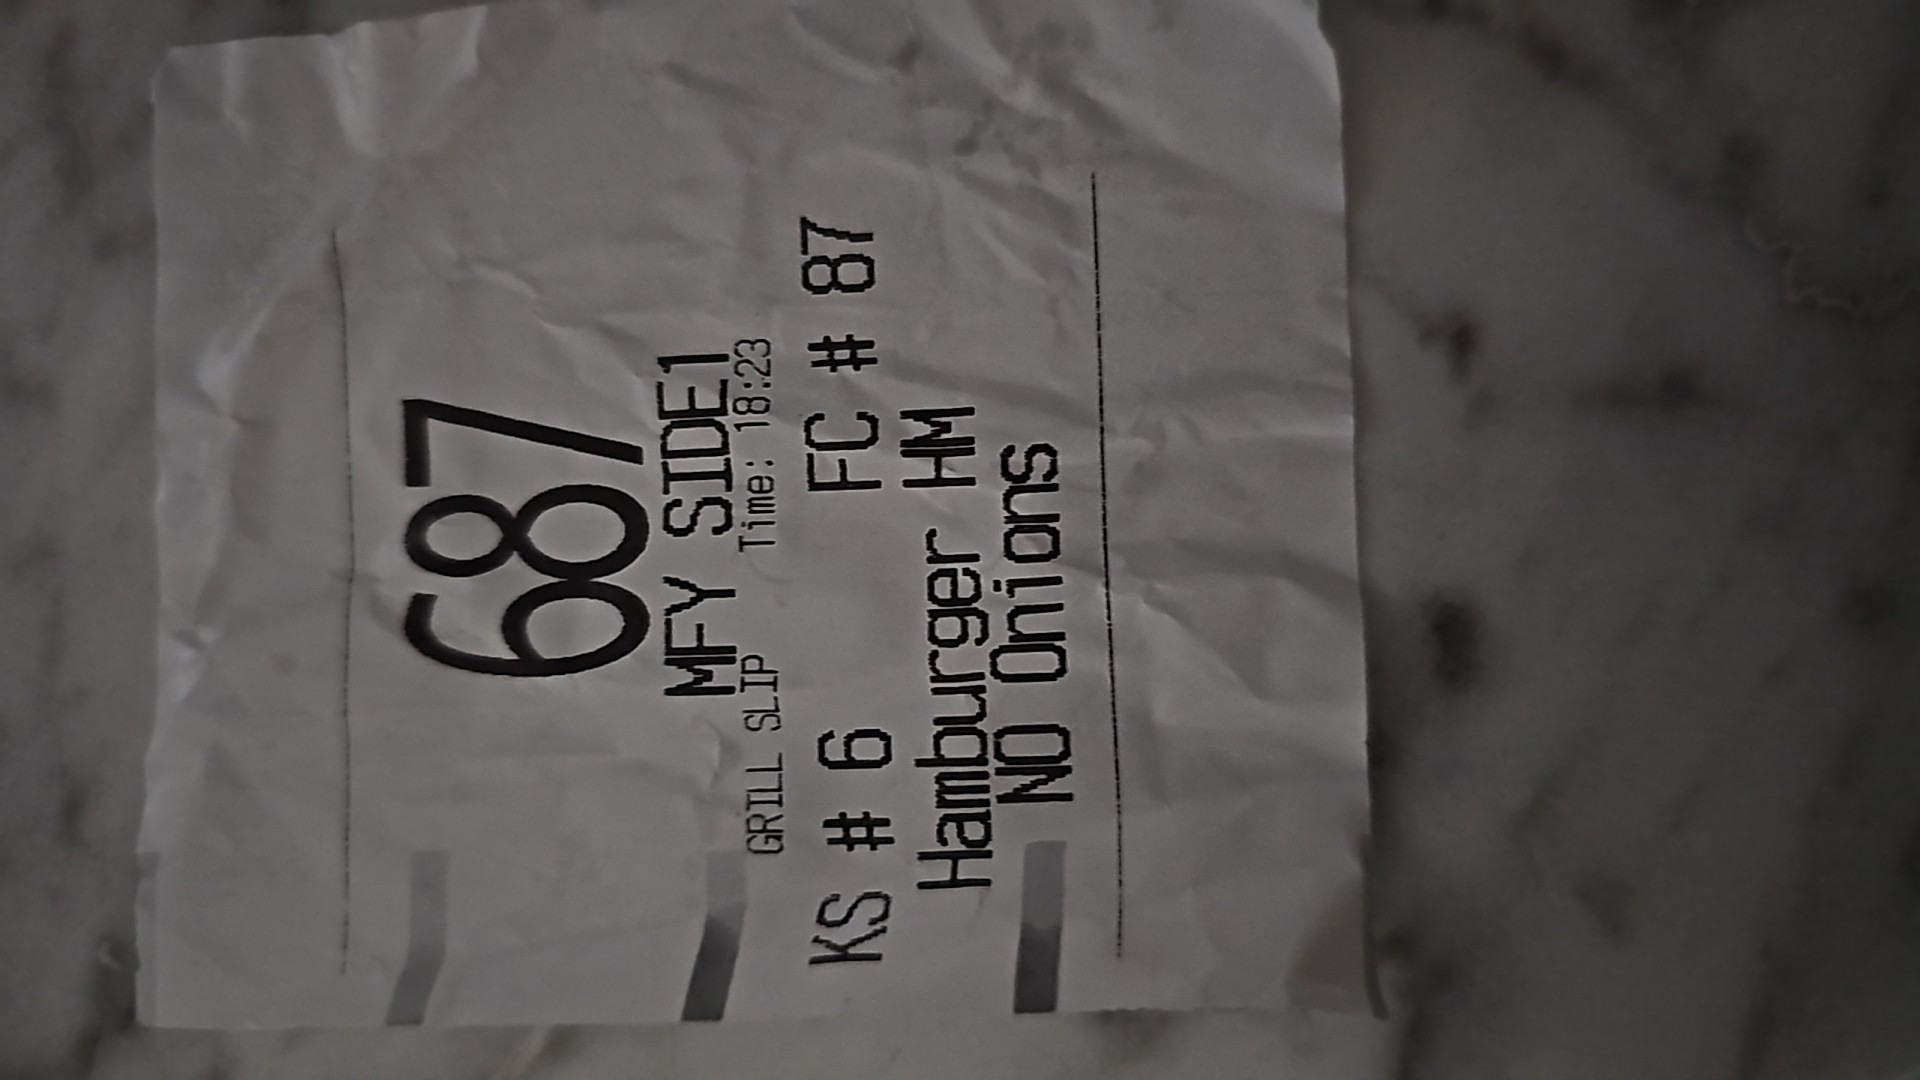 687
MFY SIDE1
GRILL SLIP Time: 18:23
KS # 6 FC # 87
Hamburger HM
NO Onions